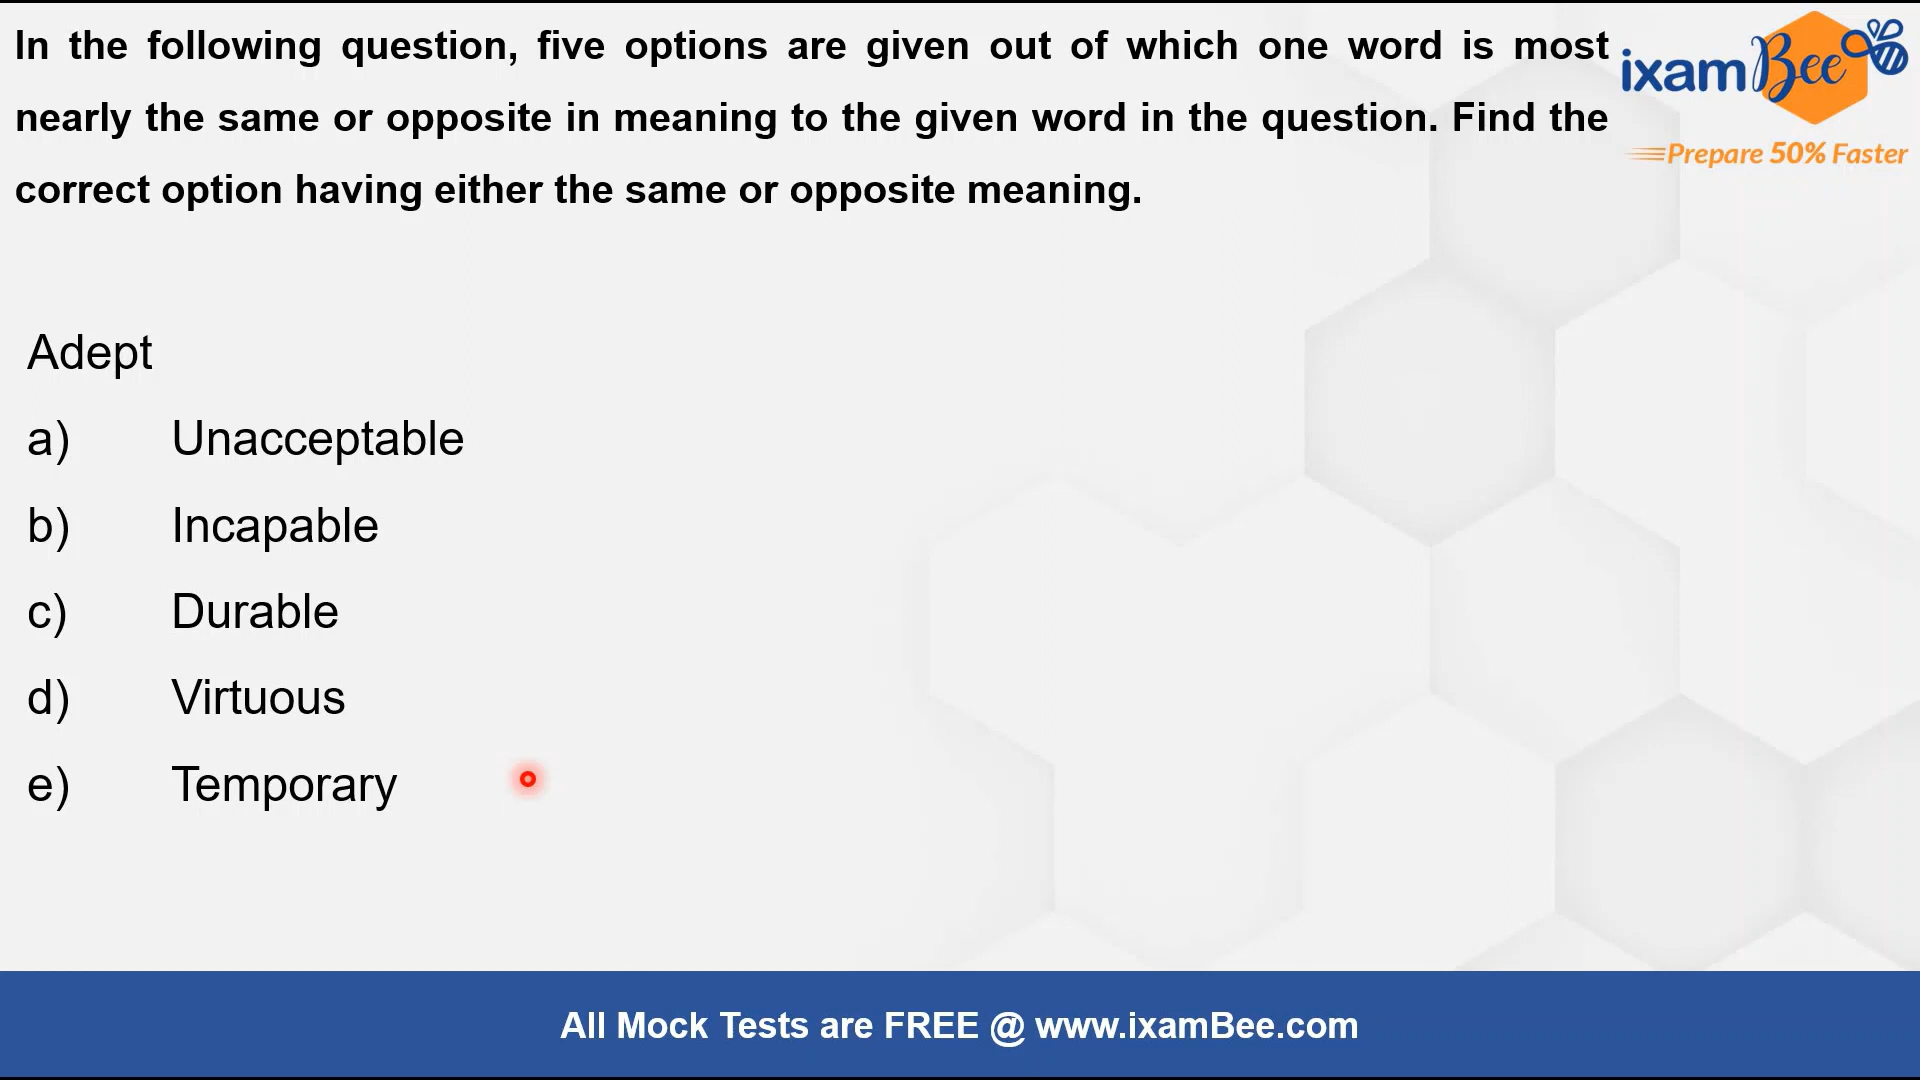 In the following question, five options are given out of which one word is most
nearly the same or opposite in meaning to the given word in the question. Find the
correct option having either the same or opposite meaning.
ixamBee
Prepare 50% Faster
Adept
a) Unacceptable
b) Incapable
c) Durable
d) Virtuous
e) Temporary
All Mock Tests are FREE @ www.ixamBee.com